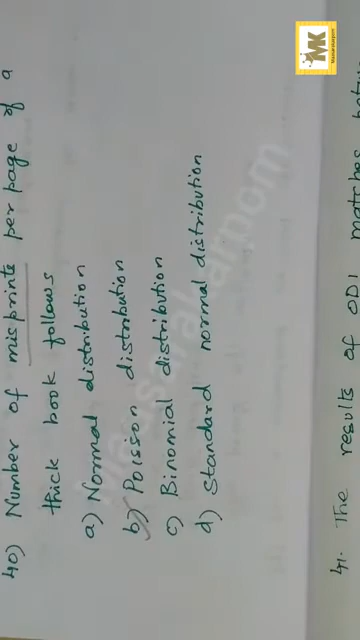 40) Number of misprints per page of a
thick book follows
a) Normal distribution
b) Poisson distribution
c) Binomial distribution
d) Standard normal distribution
41. The results of ODI matches
MK